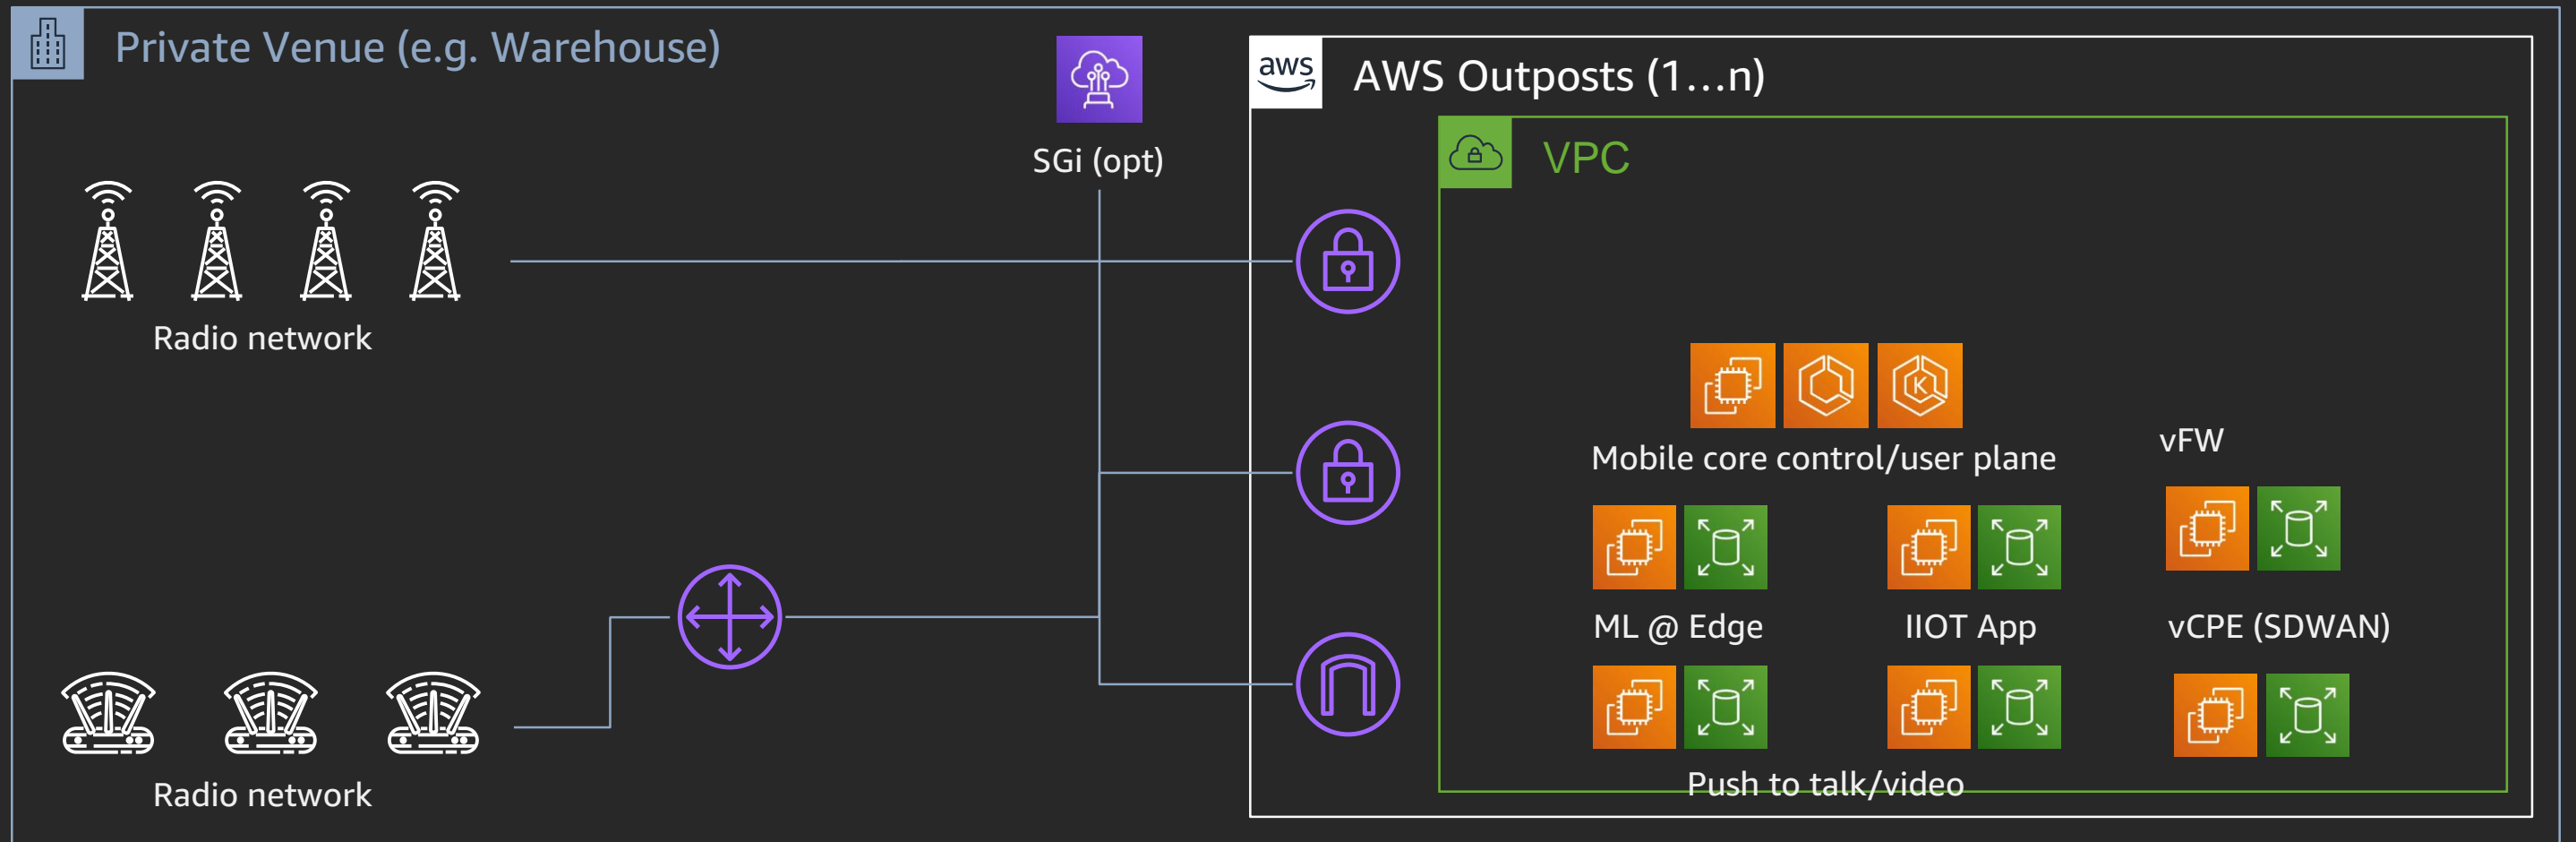 Private Venue (e.g. Warehouse)
SGi (opt)
aws
AWS Outposts (1...n)
VPC
Radio network
K
Mobile core control/user plane
vFW
ML @ Edge
IIOT App
vCPE (SDWAN)
Radio network
Push to talk/video